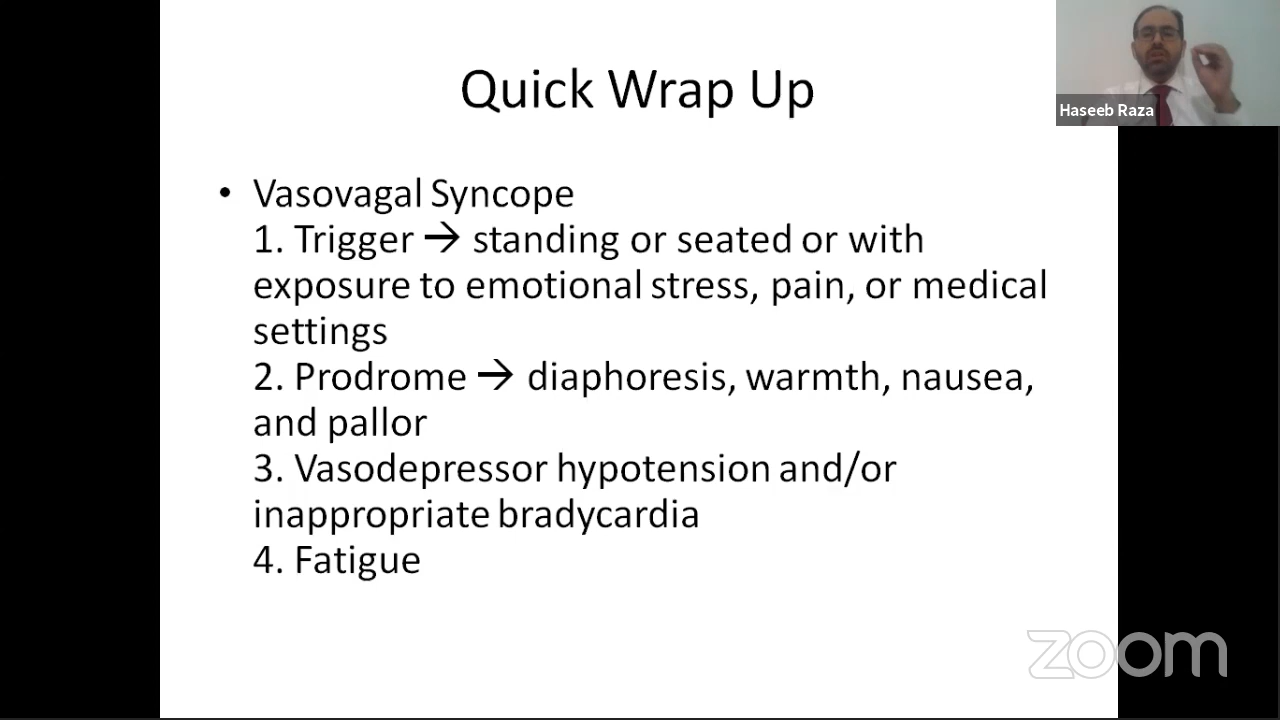 Quick Wrap Up
Haseeb Raza
• Vasovagal Syncope
1. Trigger → standing or seated or with
exposure to emotional stress, pain, or medical
settings
2. Prodrome → diaphoresis, warmth, nausea,
and pallor
3. Vasodepressor hypotension and/or
inappropriate bradycardia
4. Fatigue
zoom